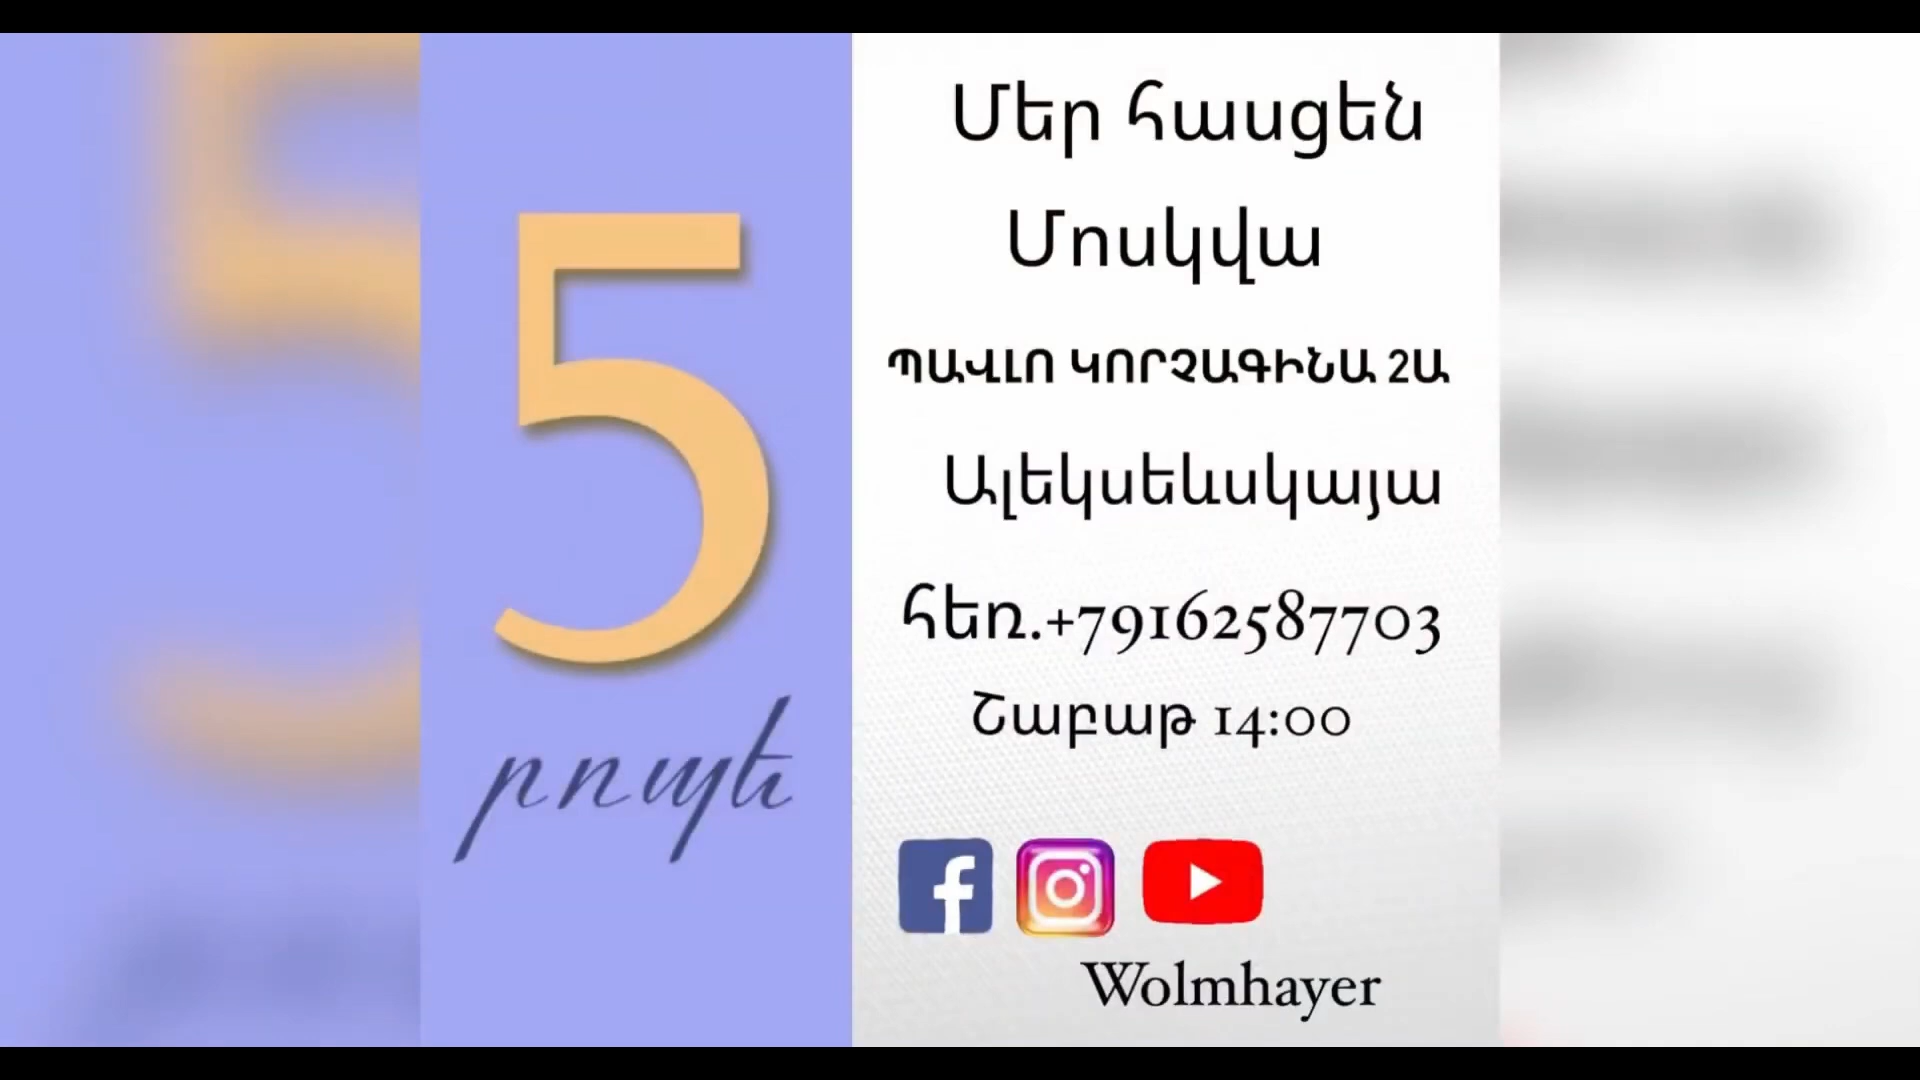 5
րոպե
Մեր հասցեն
Մոսկվա
ՊԱՎԼՈ ԿՈՐՉԱԳԻՆԱ 2Ա
Ալեկսեևսկայա
հեռ.+79162587703
Շաբաթ 14:00
Wolmhayer